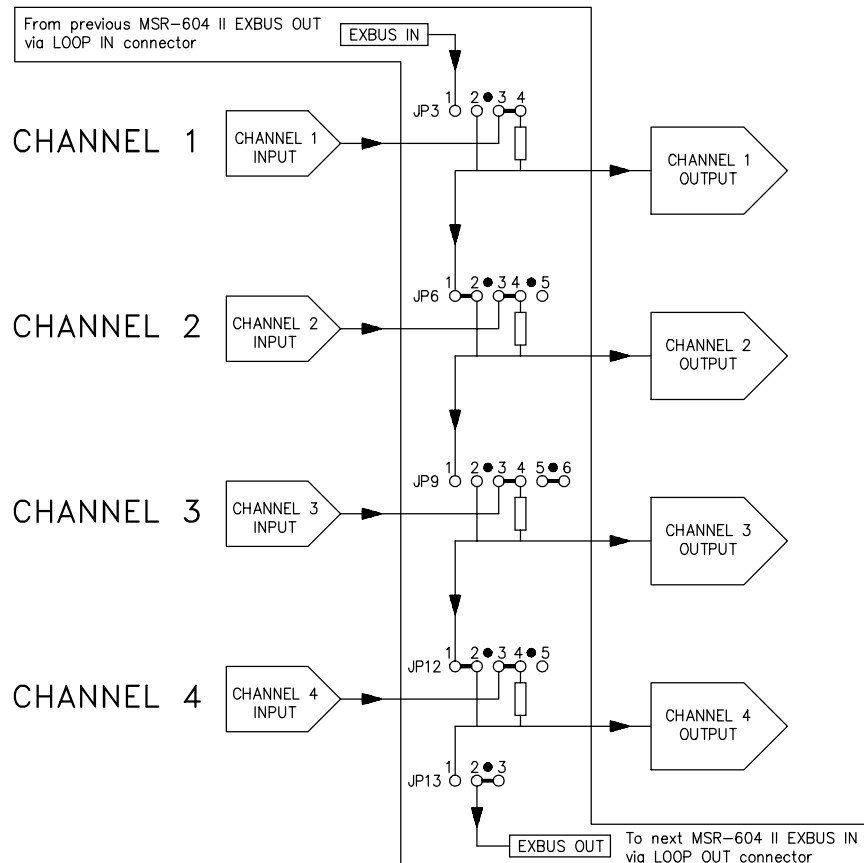 From previous MSR-604 II EXBUS OUT
via LOOP IN connector
EXBUS IN
JP3 1 2 3 4
CHANNEL 1
CHANNEL 1
INPUT
CHANNEL 1
OUTPUT
JP6 1 2 3 4 5
CHANNEL 2
CHANNEL 2
INPUT
CHANNEL 2
OUTPUT
JP9 1 2 3 4 5 6
CHANNEL 3
CHANNEL 3
INPUT
CHANNEL 3
OUTPUT
JP12 1 2 3 4 5
CHANNEL 4
CHANNEL 4
INPUT
CHANNEL 4
OUTPUT
JP13 1 2 3
EXBUS OUT
To next MSR-604 II EXBUS IN
via LOOP OUT connector